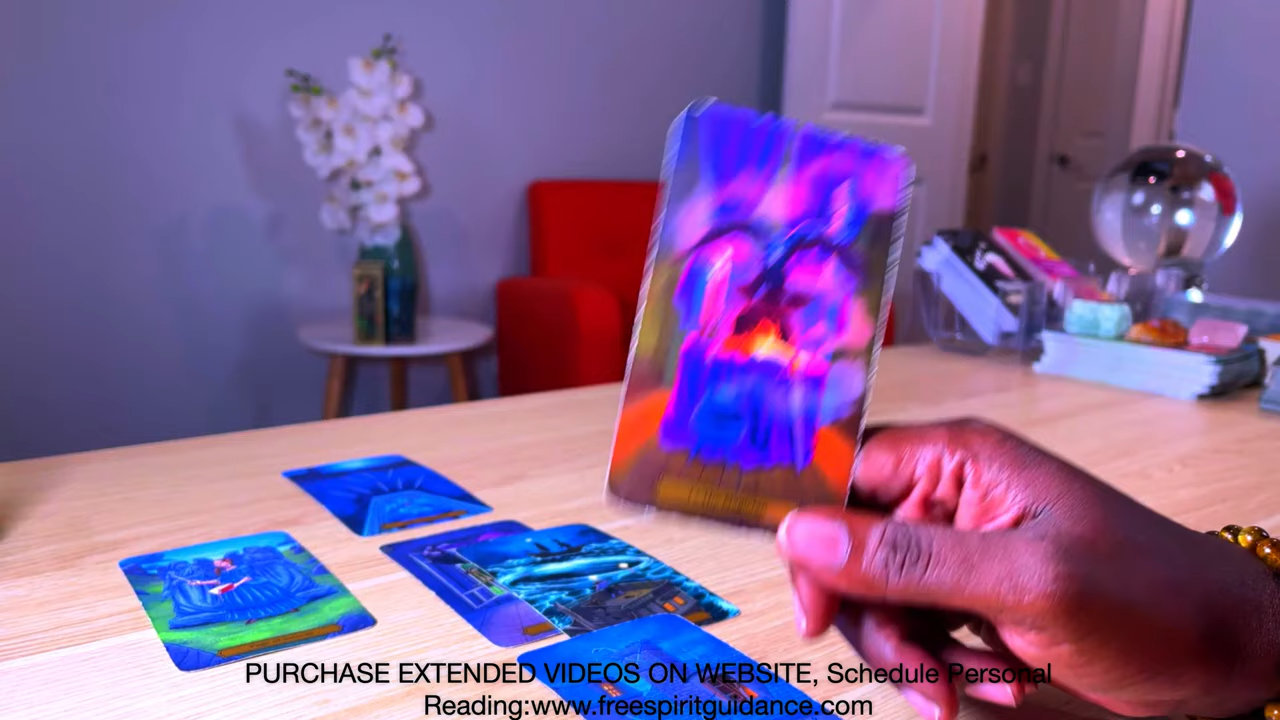 PURCHASE EXTENDED VIDEOS ON WEBSITE, Schedule Personal
Reading:www.freespiritguidance.com